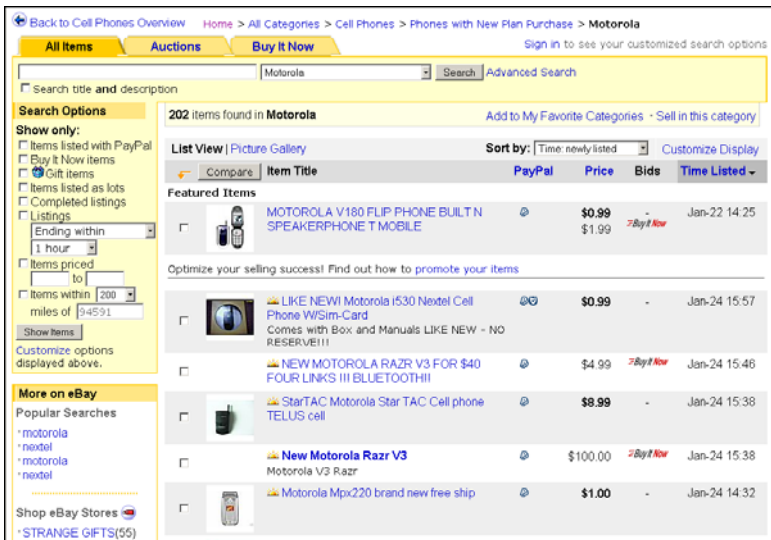 Back to Cell Phones Overview
Home > All Categories > Cell Phones > Phones with New Plan Purchase > Motorola
All Items
Auctions
Buy It Now
Sign in to see your customized search options
Motorola
Search
Advanced Search
Search title and description
Search Options
Show only:
Items listed with PayPal
Buy It Now items
Gift items
Items listed as lots
Completed listings
Listings
Ending within
1 hour
Items priced
to
Items within 200
miles of 94591
Show Items
Customize options
displayed above.
More on eBay
Popular Searches
motorola
nextel
motorola
nextel
Shop eBay Stores
STRANGE GIFTS(55)
202 items found in Motorola
Add to My Favorite Categories · Sell in this category
List View | Picture Gallery
Sort by: Time: newly listed
Customize Display
Compare
Item Title
PayPal
Price
Bids
Time Listed
Featured Items
MOTOROLA V180 FLIP PHONE BUILT N
SPEAKERPHONE T MOBILE
$0.99
-
Jan-22 14:25
$1.99
Buy It Now
Optimize your selling success! Find out how to promote your items
LIKE NEW! Motorola i530 Nextel Cell
Phone W/Sim-Card
Comes with Box and Manuals LIKE NEW - NO
RESERVE!!!
$0.99
-
Jan-24 15:57
NEW MOTOROLA RAZR V3 FOR $40
FOUR LINKS !!! BLUETOOTH!!
$4.99
Buy It Now
Jan-24 15:46
StarTAC Motorola Star TAC Cell phone
TELUS cell
$8.99
-
Jan-24 15:38
New Motorola Razr V3
Motorola V3 Razr
$100.00
Buy It Now
Jan-24 15:38
Motorola Mpx220 brand new free ship
$1.00
-
Jan-24 14:32